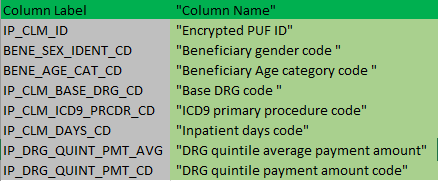 Column Label "Column Name"
IP_CLM_ID "Encrypted PUF ID"
BENE_SEX_IDENT_CD "Beneficiary gender code "
BENE_AGE_CAT_CD "Beneficiary Age category code "
IP_CLM_BASE_DRG_CD "Base DRG code "
IP_CLM_ICD9_PRCDR_CD "ICD9 primary procedure code "
IP_CLM_DAYS_CD "Inpatient days code"
IP_DRG_QUINT_PMT_AVG "DRG quintile average payment amount"
IP_DRG_QUINT_PMT_CD "DRG quintile payment amount code"